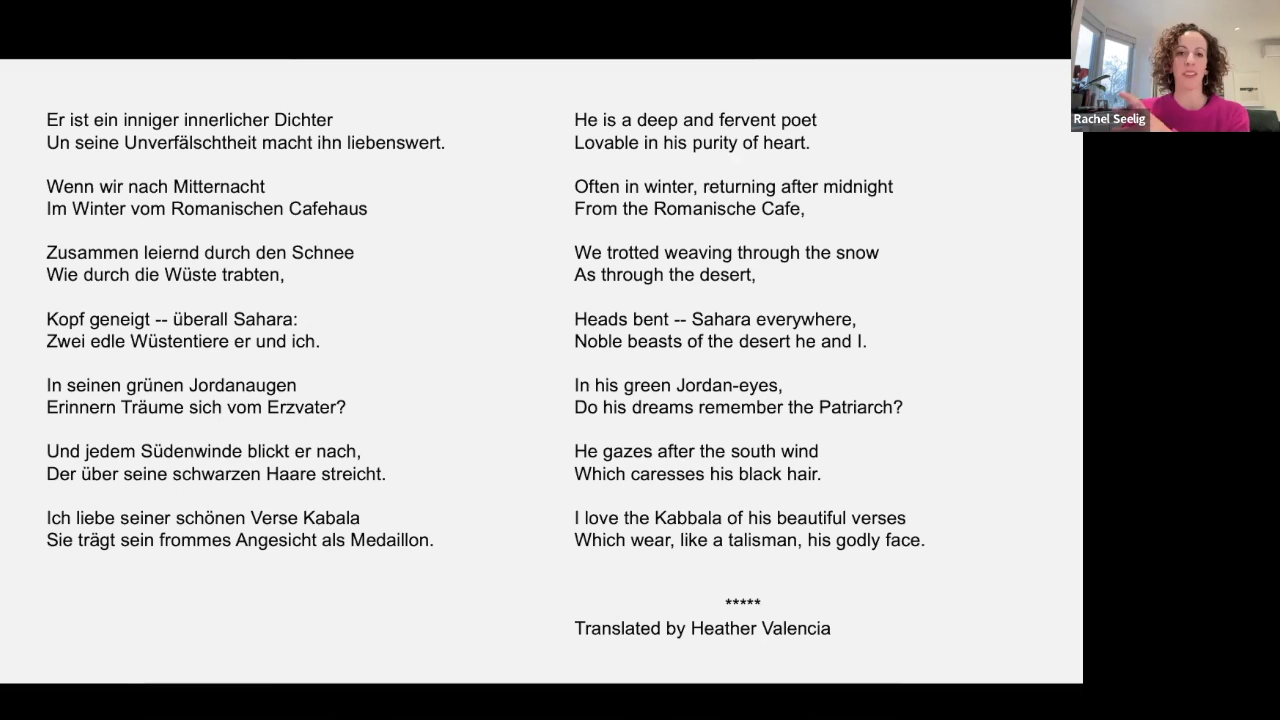 Er ist ein inniger innerlicher Dichter
Un seine Unverfälschtheit macht ihn liebenswert.
Wenn wir nach Mitternacht
Im Winter vom Romanischen Cafehaus
Zusammen leiernd durch den Schnee
Wie durch die Wüste trabten,
Kopf geneigt -- überall Sahara:
Zwei edle Wüstentiere er und ich.
In seinen grünen Jordanaugen
Erinnern Träume sich vom Erzvater?
Und jedem Südenwinde blickt er nach,
Der über seine schwarzen Haare streicht.
Ich liebe seiner schönen Verse Kabala
Sie trägt sein frommes Angesicht als Medaillon.
He is a deep and fervent poet
Lovable in his purity of heart.
Often in winter, returning after midnight
From the Romanische Cafe,
We trotted weaving through the snow
As through the desert,
Heads bent -- Sahara everywhere,
Noble beasts of the desert he and I.
In his green Jordan-eyes,
Do his dreams remember the Patriarch?
He gazes after the south wind
Which caresses his black hair.
I love the Kabbala of his beautiful verses
Which wear, like a talisman, his godly face.
*****
Translated by Heather Valencia
Rachel Seelig